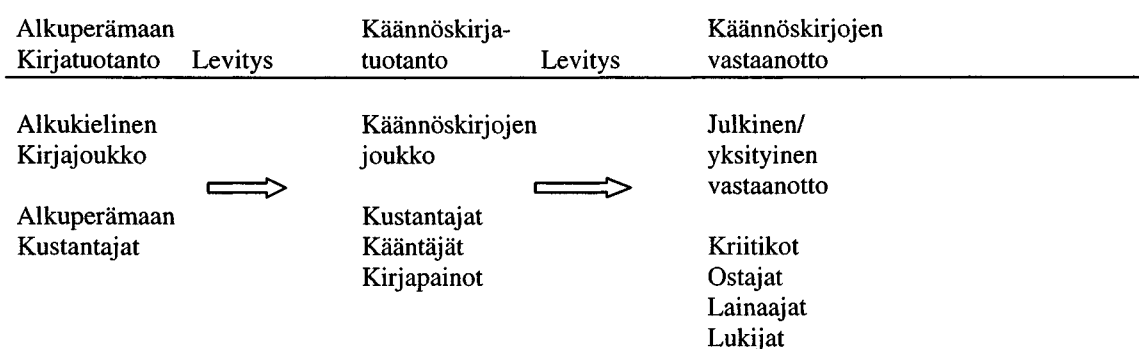 Alkuperämaan Käännöskirja- Käännöskirjojen
Kirjatuotanto Levitys tuotanto Levitys vastaanotto
Alkukielinen Käännöskirjojen Julkinen/
Kirjajoukko joukko yksityinen
vastaanotto
Alkuperämaan Kustantajat
Kustantajat Kääntäjät Kriitikot
Kirjapainot Ostajat
Lainaajat
Lukijat